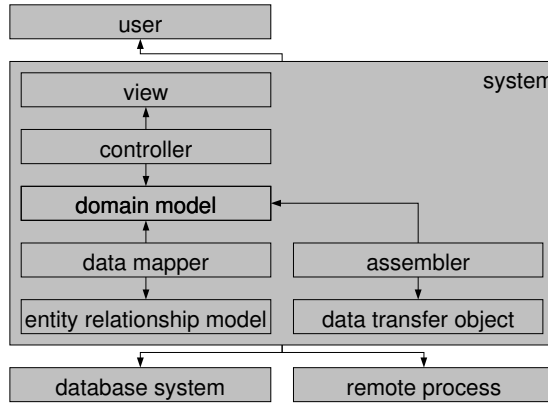 user
system
view
controller
domain model
data mapper
assembler
entity relationship model
data transfer object
database system
remote process